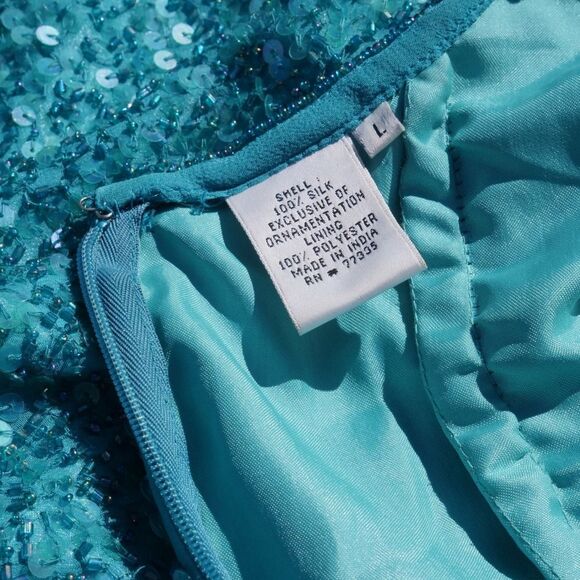 L
SHELL :
100% SILK
EXCLUSIVE OF
ORNAMENTATION
LINING
100% POLYESTER
MADE IN INDIA
RN 77335